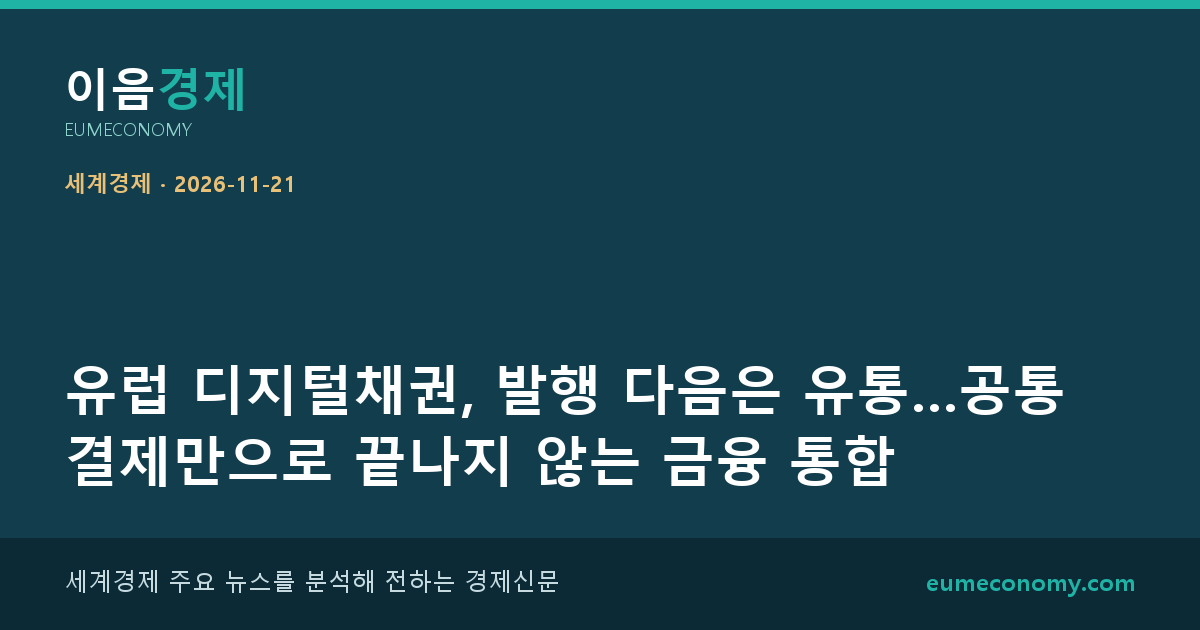 이음경제
EUMECONOMY
세계경제 · 2026-11-21
유럽 디지털채권, 발행 다음은 유통…공통
결제만으로 끝나지 않는 금융 통합
세계경제 주요 뉴스를 분석해 전하는 경제신문
eumeconomy.com